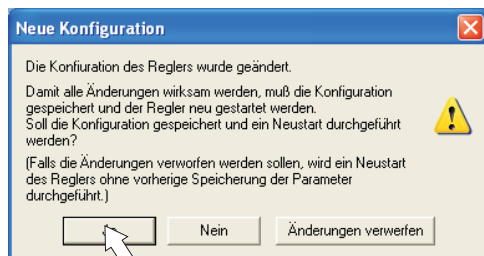 Neue Konfiguration
Die Konfiuration des Reglers wurde geändert.
Damit alle Änderungen wirksam werden, muß die Konfiguration
gespeichert und der Regler neu gestartet werden.
Soll die Konfiguration gespeichert und ein Neustart durchgeführt
werden?
(Falls die Änderungen verworfen werden sollen, wird ein Neustart
des Reglers ohne vorherige Speicherung der Parameter
durchgeführt.)
Nein Änderungen verwerfen